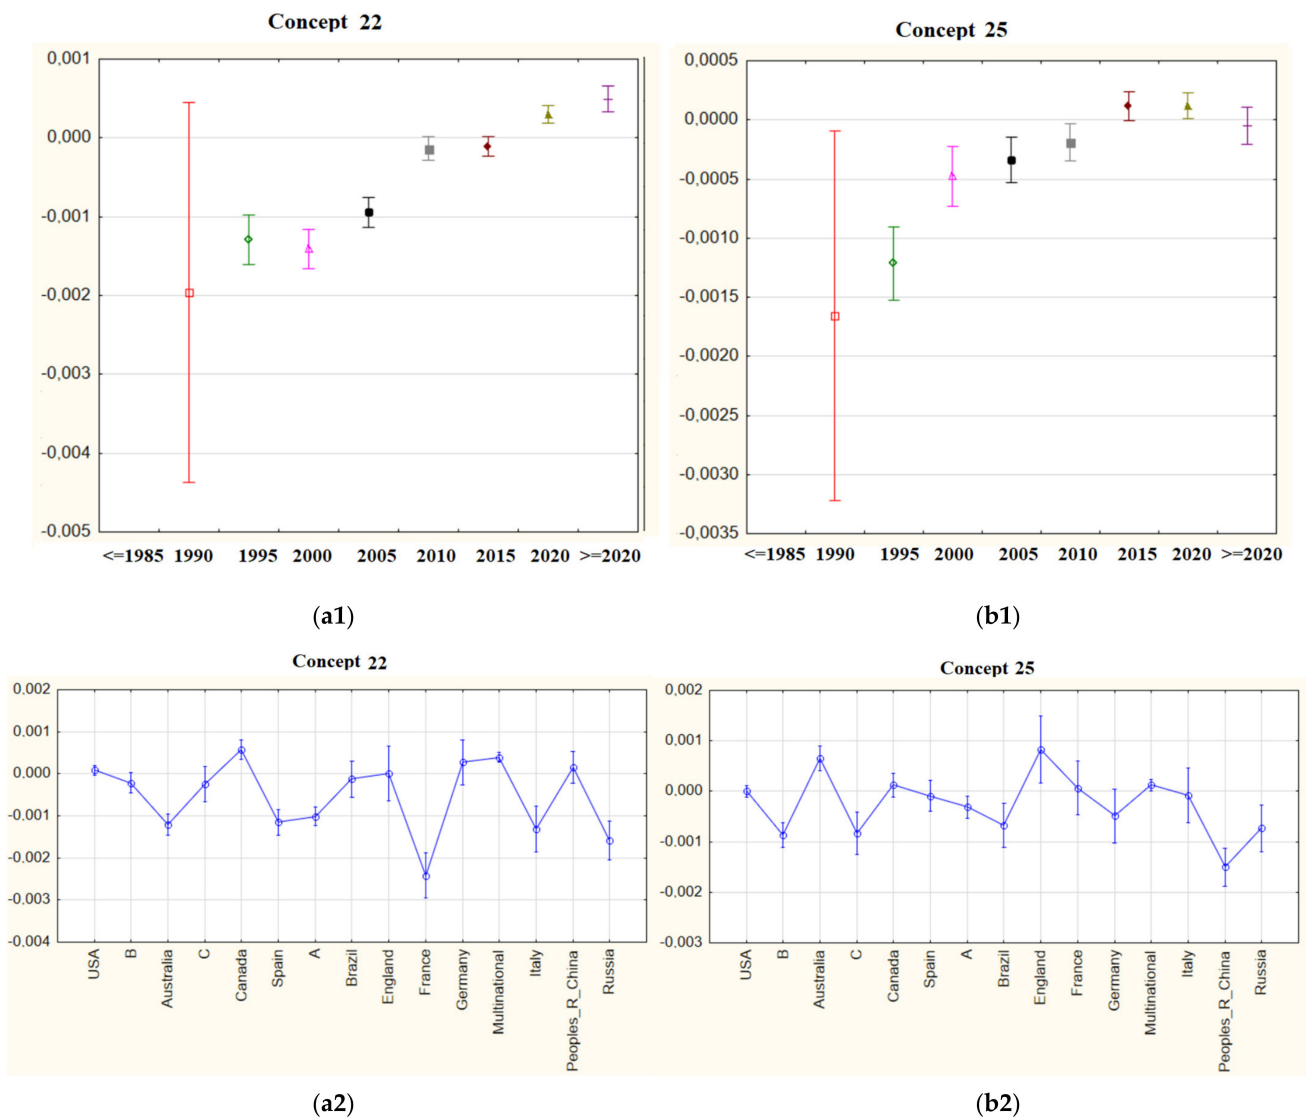 Concept 22
0,001
0,000
-0,001
-0,002
-0,003
-0,004
-0,005
<=1985 1990 1995 2000 2005 2010 2015 2020 >=2020
(a1)
Concept 25
0,0005
0,0000
-0,0005
-0,0010
-0,0015
-0,0020
-0,0025
-0,0030
-0,0035
<=1985 1990 1995 2000 2005 2010 2015 2020 >=2020
(b1)
Concept 22
0.002
0.001
0.000
-0.001
-0.002
-0.003
-0.004
USA
B
Australia
C
Canada
Spain
A
Brazil
England
France
Germany
Multinational
Italy
Peoples_R_China
Russia
(a2)
Concept 25
0,002
0,001
0,000
-0,001
-0,002
-0,003
USA
B
Australia
C
Canada
Spain
A
Brazil
England
France
Germany
Multinational
Italy
Peoples_R_China
Russia
(b2)